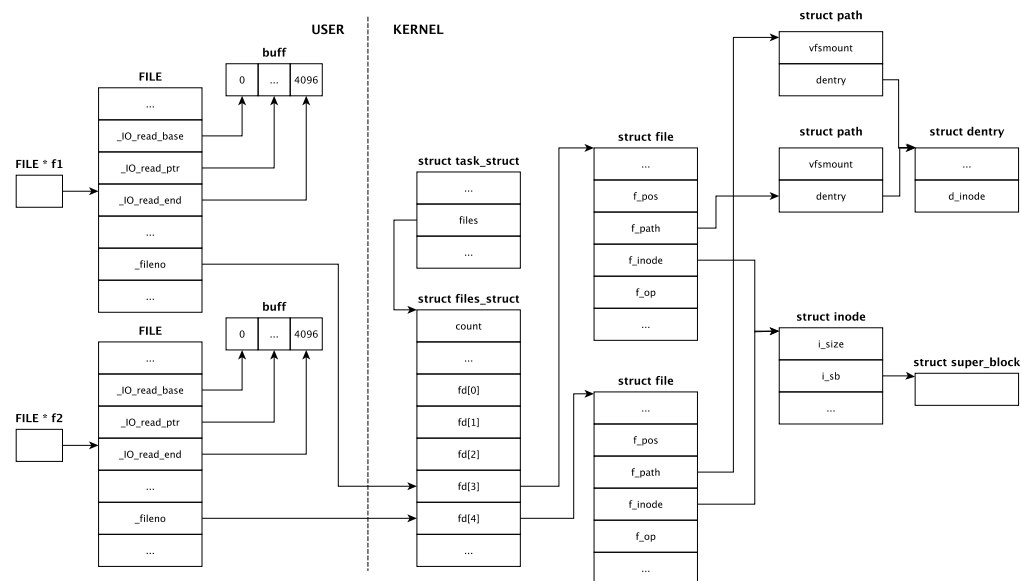 USER
KERNEL
FILE * f1
FILE
...
_IO_read_base
_IO_read_ptr
_IO_read_end
...
_fileno
...
buff
0
...
4096
FILE * f2
FILE
...
_IO_read_base
_IO_read_ptr
_IO_read_end
...
_fileno
...
buff
0
...
4096
struct task_struct
...
files
...
struct files_struct
count
...
fd[0]
fd[1]
fd[2]
fd[3]
fd[4]
...
struct file
...
f_pos
f_path
f_inode
f_op
...
struct file
...
f_pos
f_path
f_inode
f_op
...
struct path
vfsmount
dentry
struct path
vfsmount
dentry
struct dentry
...
d_inode
struct inode
i_size
i_sb
...
struct super_block